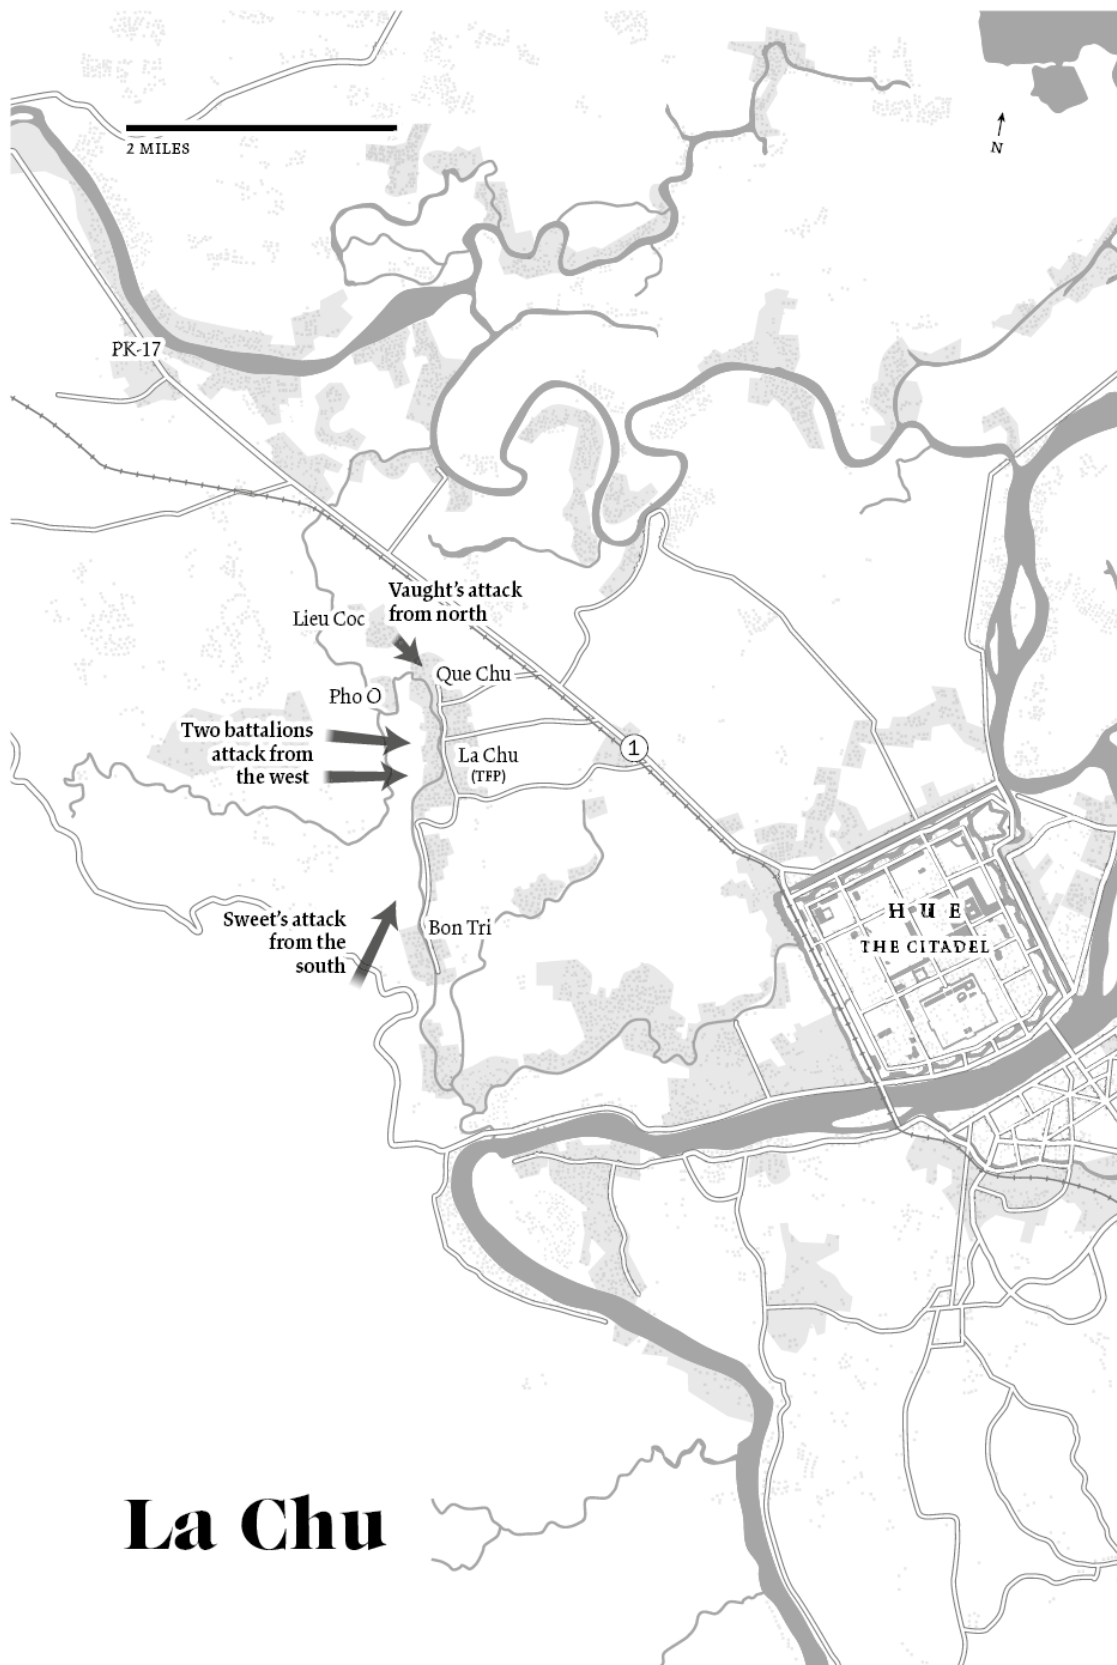 2 MILES
N
PK-17
Vaught's attack
from north
Lieu Coc
Que Chu
Pho O
Two battalions
attack from
the west
La Chu
(TFP)
1
Sweet's attack
from the
south
Bon Tri
HUE
THE CITADEL
La Chu